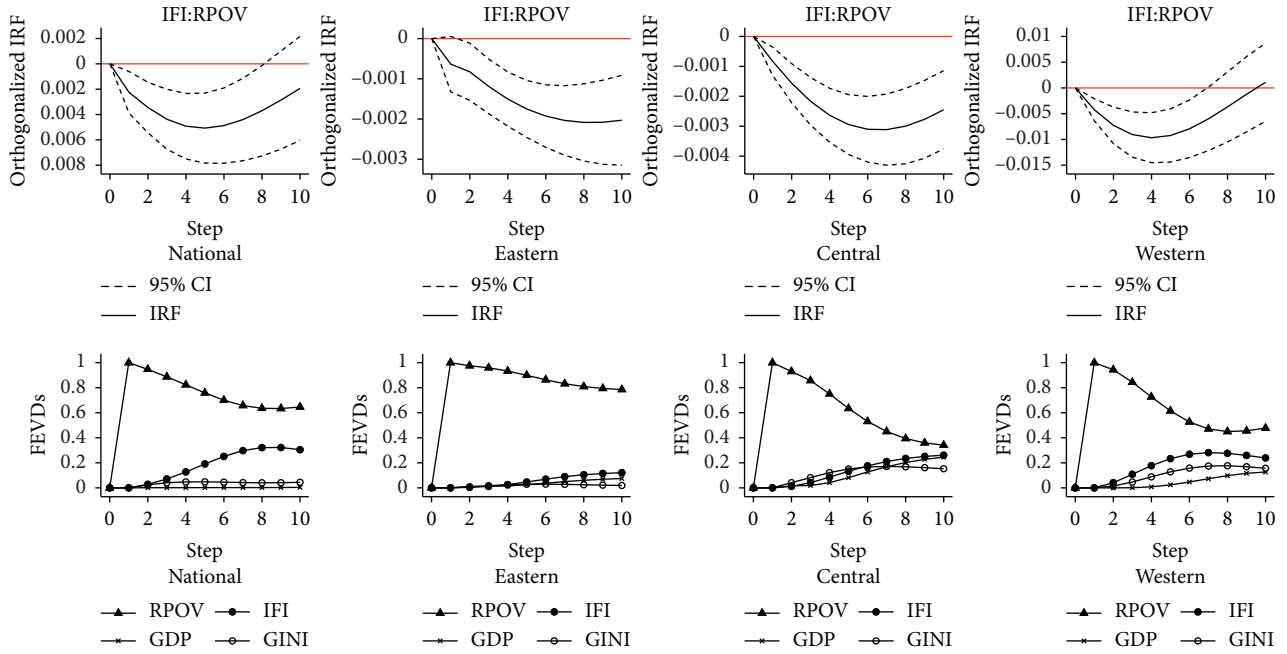 IFI:RPOV
Orthogonalized IRF
0.002
0
0.002
0.004
0.006
0.008
0 2 4 6 8 10
Step
National
95% CI
IRF
IFI:RPOV
Orthogonalized IRF
0
−0.001
−0.002
−0.003
0 2 4 6 8 10
Step
Eastern
95% CI
IRF
IFI:RPOV
Orthogonalized IRF
0
−0.001
−0.002
−0.003
−0.004
0 2 4 6 8 10
Step
Central
95% CI
IRF
IFI:RPOV
Orthogonalized IRF
0.01
0.005
0
−0.005
−0.01
−0.015
0 2 4 6 8 10
Step
Western
95% CI
IRF
FEVDs
1
0.8
0.6
0.4
0.2
0
0 2 4 6 8 10
Step
National
RPOV IFI
GDP GINI
FEVDs
1
0.8
0.6
0.4
0.2
0
0 2 4 6 8 10
Step
Eastern
RPOV IFI
GDP GINI
FEVDs
1
0.8
0.6
0.4
0.2
0
0 2 4 6 8 10
Step
Central
RPOV IFI
GDP GINI
FEVDs
1
0.8
0.6
0.4
0.2
0
0 2 4 6 8 10
Step
Western
RPOV IFI
GDP GINI